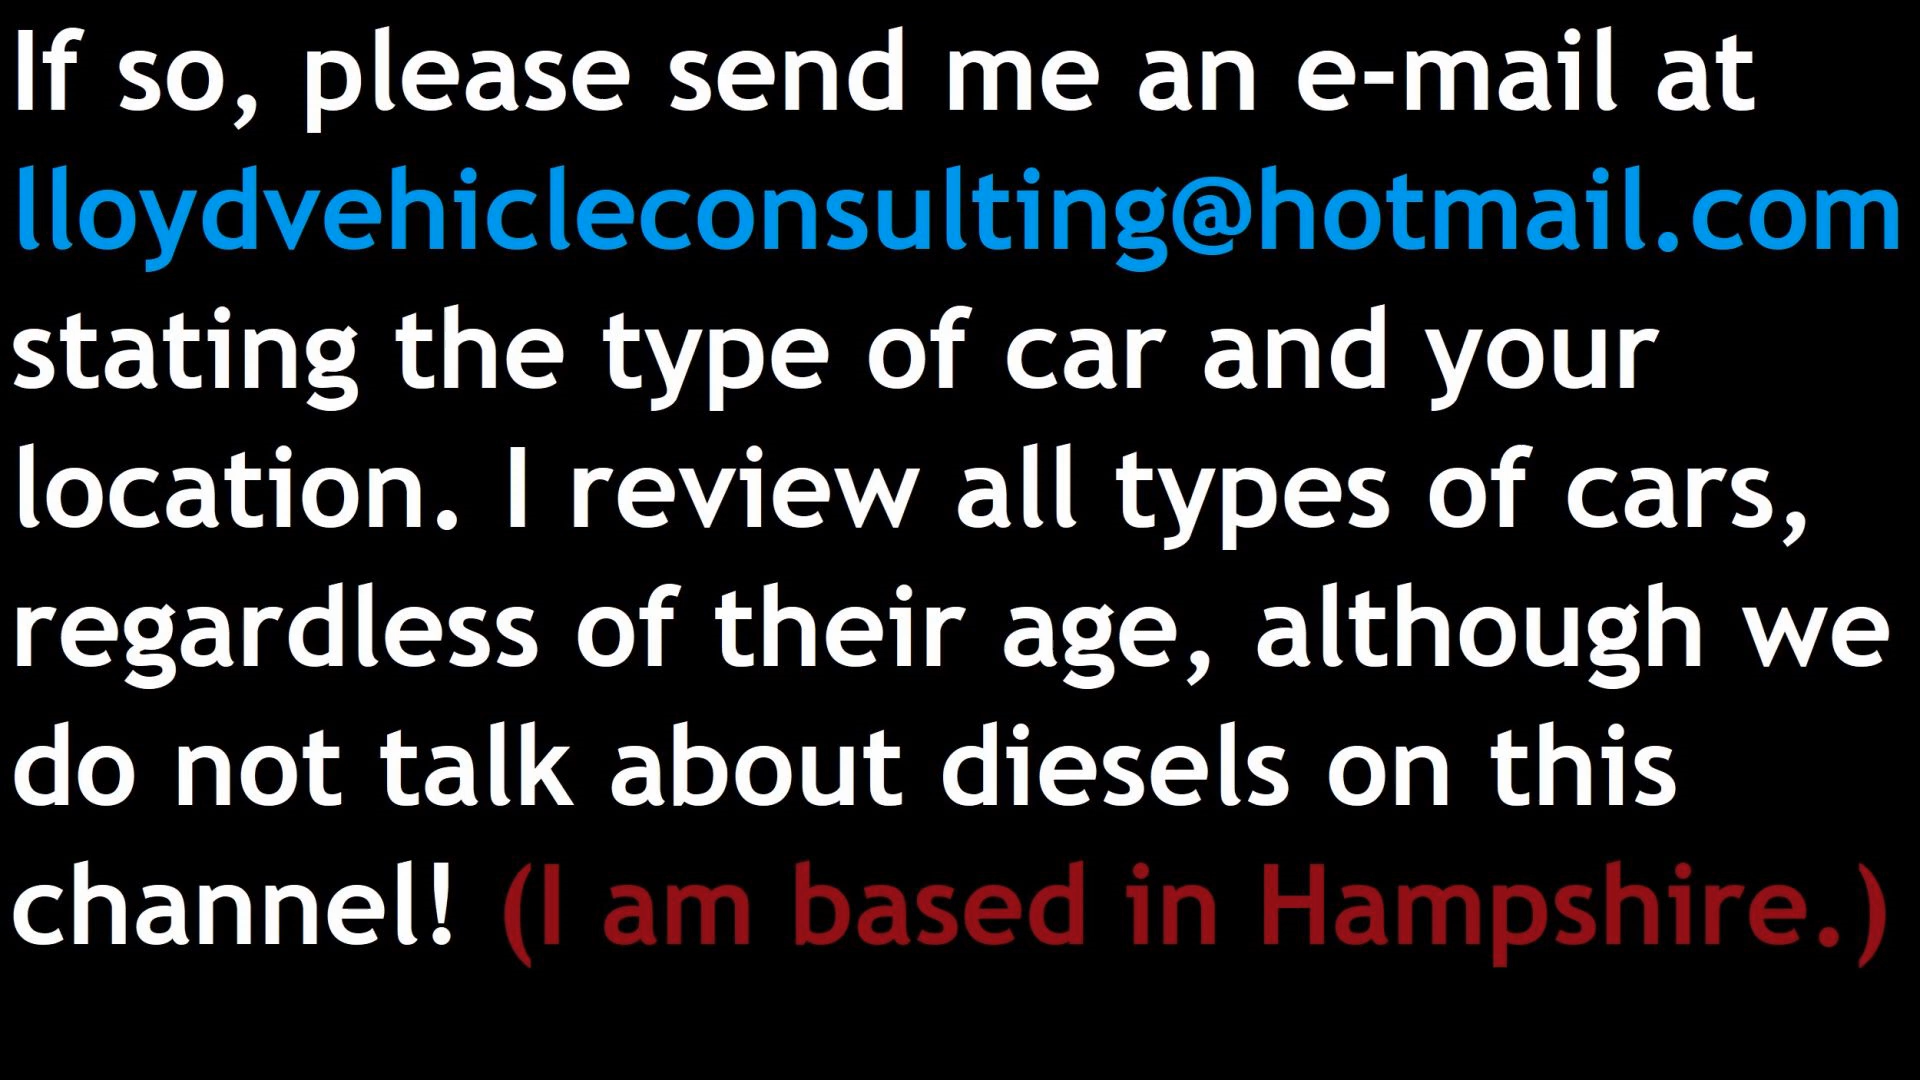 If so, please send me an e-mail at
lloydvehicleconsulting@hotmail.com
stating the type of car and your
location. I review all types of cars,
regardless of their age, although we
do not talk about diesels on this
channel! (I am based in Hampshire.)